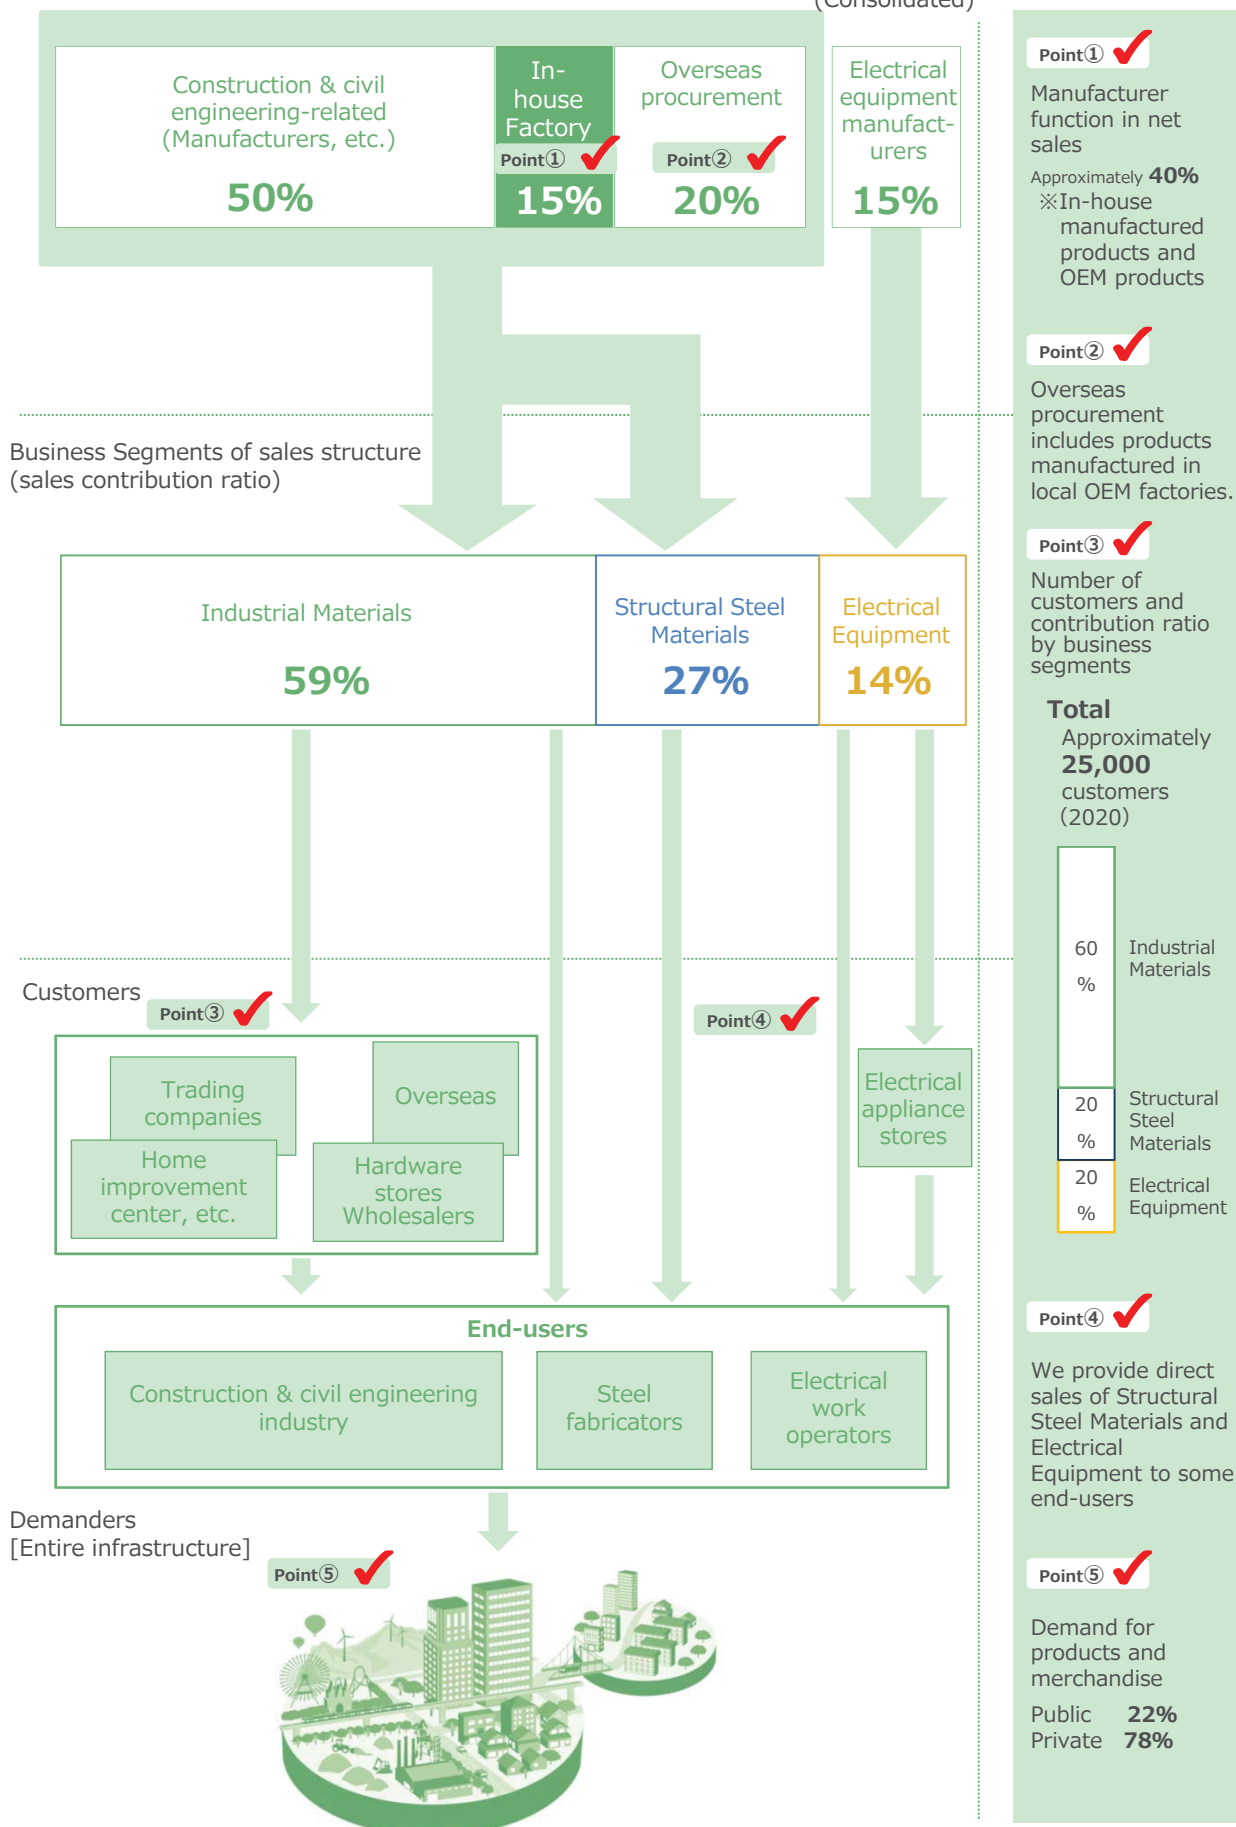 (Consolidated)
Construction & civil
engineering-related
(Manufacturers, etc.)
50%
In-
house
Factory
Point①
15%
Overseas
procurement
Point②
20%
Electrical
equipment
manufact-
urers
15%
Business Segments of sales structure
(sales contribution ratio)
Industrial Materials
59%
Structural Steel
Materials
27%
Electrical
Equipment
14%
Customers
Point③
Point④
Trading
companies
Overseas
Home
improvement
center, etc.
Hardware
stores
Wholesalers
Electrical
appliance
stores
End-users
Construction & civil engineering
industry
Steel
fabricators
Electrical
work
operators
Demanders
[Entire infrastructure]
Point⑤
Point①
Manufacturer
function in net
sales
Approximately 40%
※In-house
manufactured
products and
OEM products
Point②
Overseas
procurement
includes products
manufactured in
local OEM factories.
Point③
Number of
customers and
contribution ratio
by business
segments
Total
Approximately
25,000
customers
（2020）
60
%
Industrial
Materials
20
%
Structural
Steel
Materials
20
%
Electrical
Equipment
Point④
We provide direct
sales of Structural
Steel Materials and
Electrical
Equipment to some
end-users
Point⑤
Demand for
products and
merchandise
Public 22%
Private 78%